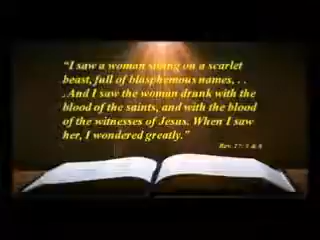 “I saw a woman sitting on a scarlet
beast, full of blasphemous names, . .
. And I saw the woman drunk with the
blood of the saints, and with the blood
of the witnesses of Jesus. When I saw
her, I wondered greatly.”
Rev. 17: 3 & 6